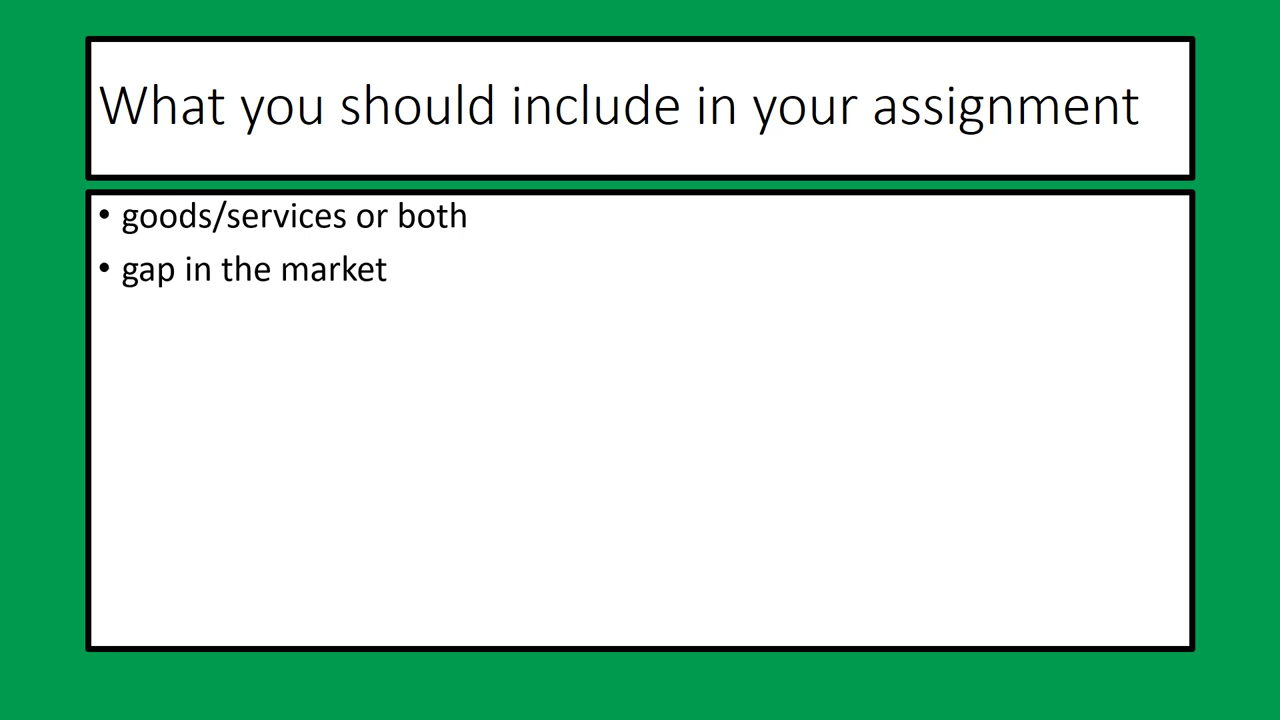 What you should include in your assignment
• goods/services or both
• gap in the market